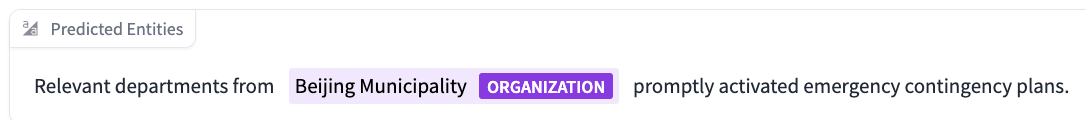 Predicted Entities
Relevant departments from Beijing Municipality ORGANIZATION promptly activated emergency contingency plans.